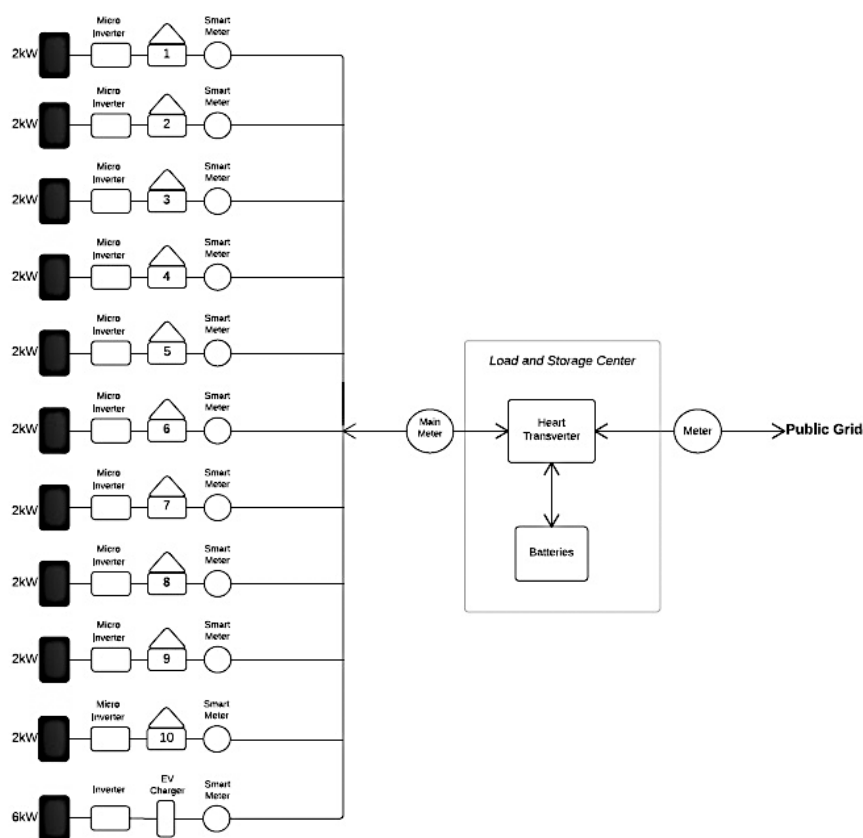 Micro
Inverter
Smart
Meter
2kW
1
Micro
Inverter
Smart
Meter
2kW
2
Micro
Inverter
Smart
Meter
2kW
3
Micro
Inverter
Smart
Meter
2kW
4
Micro
Inverter
Smart
Meter
2kW
5
Load and Storage Center
Micro
Inverter
Smart
Meter
2kW
6
Main
Meter
Heart
Transverter
Meter
Public Grid
Micro
Inverter
Smart
Meter
2kW
7
Batteries
Micro
Inverter
Smart
Meter
2kW
8
Micro
Inverter
Smart
Meter
2kW
9
Micro
Inverter
Smart
Meter
2kW
10
Inverter
EV
Charger
Smart
Meter
6kW